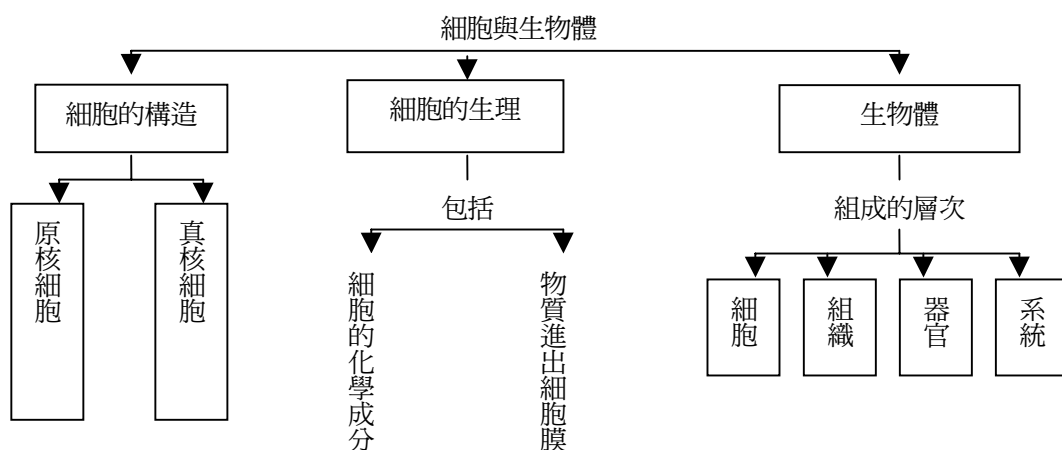 細胞與生物體
細胞的構造
細胞的生理
生物體
包括
組成的層次
原核細胞
真核細胞
細胞的化學成分
物質進出細胞膜
細胞
組織
器官
系統